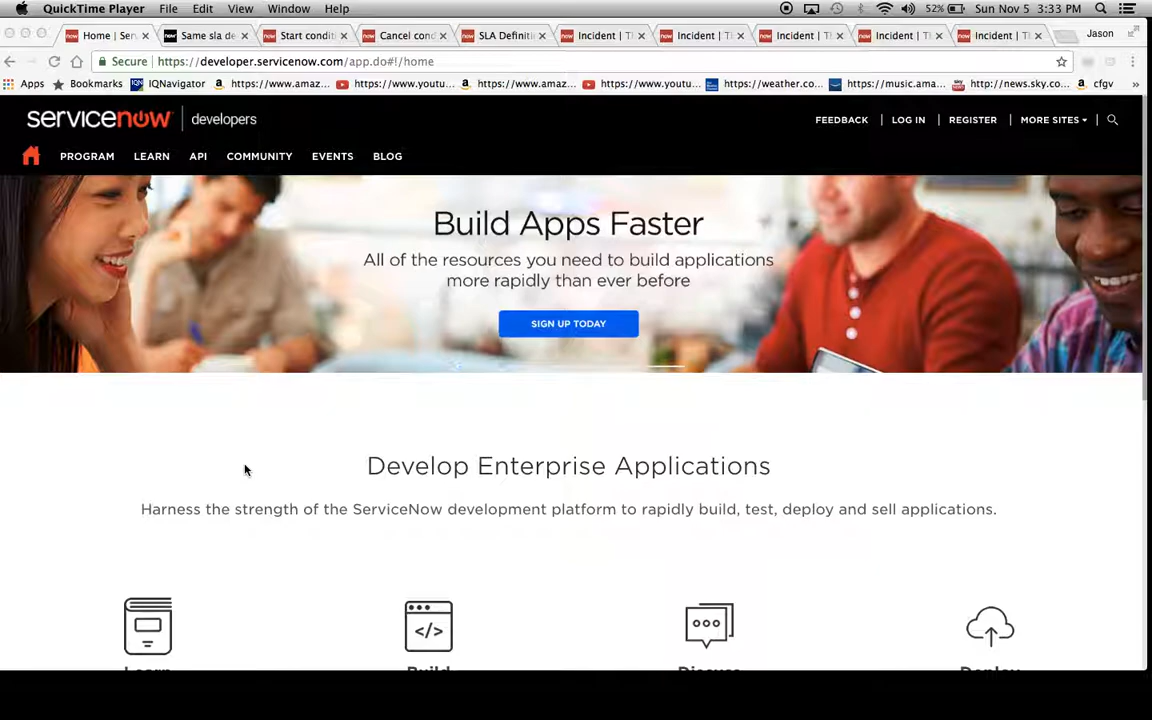 QuickTime Player File Edit View Window Help 52% Sun Nov 5 3:33 PM
Home | Ser Same sla de Start condit Cancel cond SLA Definiti Incident | Th Incident | Th Incident | Th Incident | Th Incident | Th Jason
Secure https://developer.servicenow.com/app.do#!/home
Apps Bookmarks IQNavigator https://www.amaz... https://www.youtu... https://www.amaz... https://www.youtu... https://weather.co... https://music.ama... http://news.sky.co... cfgv »
servicenow developers FEEDBACK LOG IN REGISTER MORE SITES
PROGRAM LEARN API COMMUNITY EVENTS BLOG
Build Apps Faster
All of the resources you need to build applications
more rapidly than ever before
SIGN UP TODAY
Develop Enterprise Applications
Harness the strength of the ServiceNow development platform to rapidly build, test, deploy and sell applications.
Learn Build Discuss Deploy